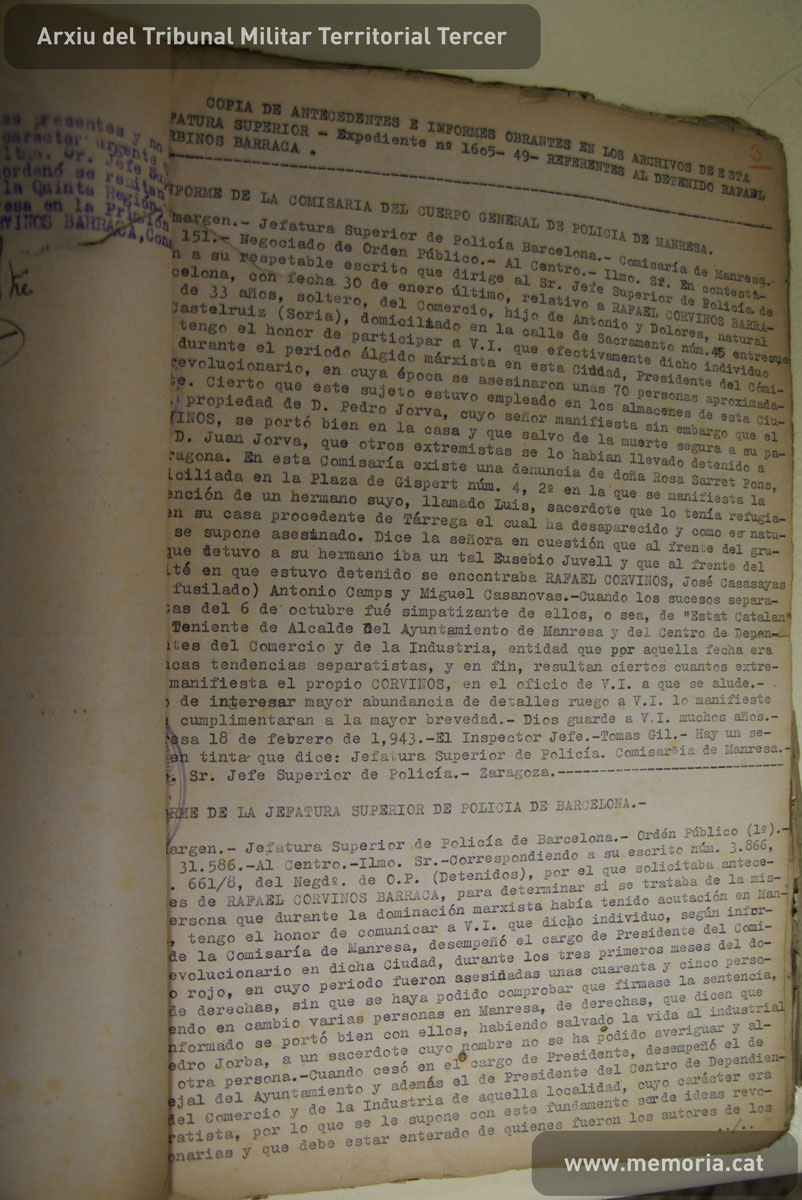 Arxiu del Tribunal Militar Territorial Tercer
3
COPIA DE ANTECEDENTES E INFORMES OBRANTES EN LOS ARCHIVOS DE ESTA
FATURA SUPERIOR - Expediente nº 1605- 49- REFERENTES AL DETENIDO RAFAEL
RBINOS BARRACA .
FORME DE LA COMISARIA DEL CUERPO GENERAL DE POLICIA DE MANRESA.
margen.- Jefatura Superior de Policía Barcelona.- Comisaría de Manresa.
151.- Negociado de Orden Público.- Al Centro.- Ilmo. Sr. En contesta-
n a su respetable escrito que dirige al Sr. Jefe Superior de Policía de
celona, con fecha 30 de enero último, relativo a RAFAEL CORVINOS BARRA-
de 33 años, soltero, del Comercio, hijo de Antonio y Dolores, natural
Castelruiz (Soria), domiciliado en la calle de Sacramento núm. 45 entresue
tengo el honor de participar a V.I. que efectivamente dicho individuo
durante el periodo álgido márxista en esta Ciudad, Presidente del Cómi-
revolucionario, en cuya época se asesinaron unas 70 personas aproximada-
te. Cierto que este sujeto estuvo empleado en los almacenes de esta Ciu-
propiedad de D. Pedro Jorva, cuyo señor manifiesta sin embargo que el
VINOS, se portó bien en la casa y que salvo de la muerte segura a su pa-
D. Juan Jorva, que otros extremistas se lo habían llevado detenido a
ragona. En esta Comisaría existe una denuncia de doña Rosa Sarret Pons,
iciliada en la Plaza de Gispert núm. 4, 2º en la que se manifiesta la
ención de un hermano suyo, llamado Luis, sacerdote que lo tenía refugia-
en su casa procedente de Tárrega el cual ha desaparecido y como es natu-
se supone asesinado. Dice la señora en cuestión que al frente del gru-
que detuvo a su hermano iba un tal Eusebio Juvell y que al frente del
ité en que estuvo detenido se encontraba RAFAEL CORVINOS, José Casasayas
fusilado) Antonio Camps y Miguel Casanovas.-Cuando los sucesos separa-
tas del 6 de octubre fué simpatizante de ellos, o sea, de "Estat Catalan"
Teniente de Alcalde Del Ayuntamiento de Manresa y del Centro de Depen-
ites del Comercio y de la Industria, entidad que por aquella fecha era
icas tendencias separatistas, y en fin, resultan ciertos cuantos extre-
manifiesta el propio CORVINOS, en el oficio de V.I. a que se alude.-
o de interesar mayor abundancia de detalles ruego a V.I. lo manifieste
cumplimentaran a la mayor brevedad.- Dios guarde a V.I. muchos años.-
esa 18 de febrero de 1,943.-El Inspector Jefe.-Tomas Gil.- Hay un se-
en tinta que dice: Jefatura Superior de Policía. Comisaría de Manresa.-
. Sr. Jefe Superior de Policía.- Zaragoza.-
RME DE LA JEFATURA SUPERIOR DE POLICIA DE BARCELONA.-
argen.- Jefatura Superior de Policía de Barcelona.- Ordén Público (1º).-
31.586.-Al Centro.-Ilmo. Sr.-Correspondiendo a su escrito núm. 3.866,
. 661/8, del Negdº. de O.P. (Detenidos), por el que solicitaba antece-
es de RAFAEL CORVINOS BARRACA, para determinar si se trataba de la mis-
ersona que durante la dominación marxista había tenido acutación en Man-
, tengo el honor de comunicar a V.I. que dicho individuo, según infor-
de la Comisaría de Manresa, desempeñó el cargo de Presidente del Comi-
evolucionario en dicha Ciudad, durante los tres primeros meses del do-
o rojo, en cuyo periodo fueron asesinadas unas cuarenta y cinco perso-
de derechas, sin que se haya podido comprobar que firmase la sentencia,
endo en cambio varias personas en Manresa, de derechas, que dicen que
nformado se portó bien con ellos, habiendo salvado la vida al industrial
edro Jorba, a un sacerdote cuyo nombre no se ha podido averiguar y al-
otra persona.-Cuando cesó en el cargo de Presidente, desempeñó el de
ejal del Ayuntamiento y además el de Presidente del Centro de Dependien-
del Comercio y de la Industria de aquella localidad, cuyo carácter era
ratista, por lo que se le supone con este fundamento serde ideas revo-
onarias y que debe estar enterado de quienes fueron los autores de los
../..
www.memoria.cat